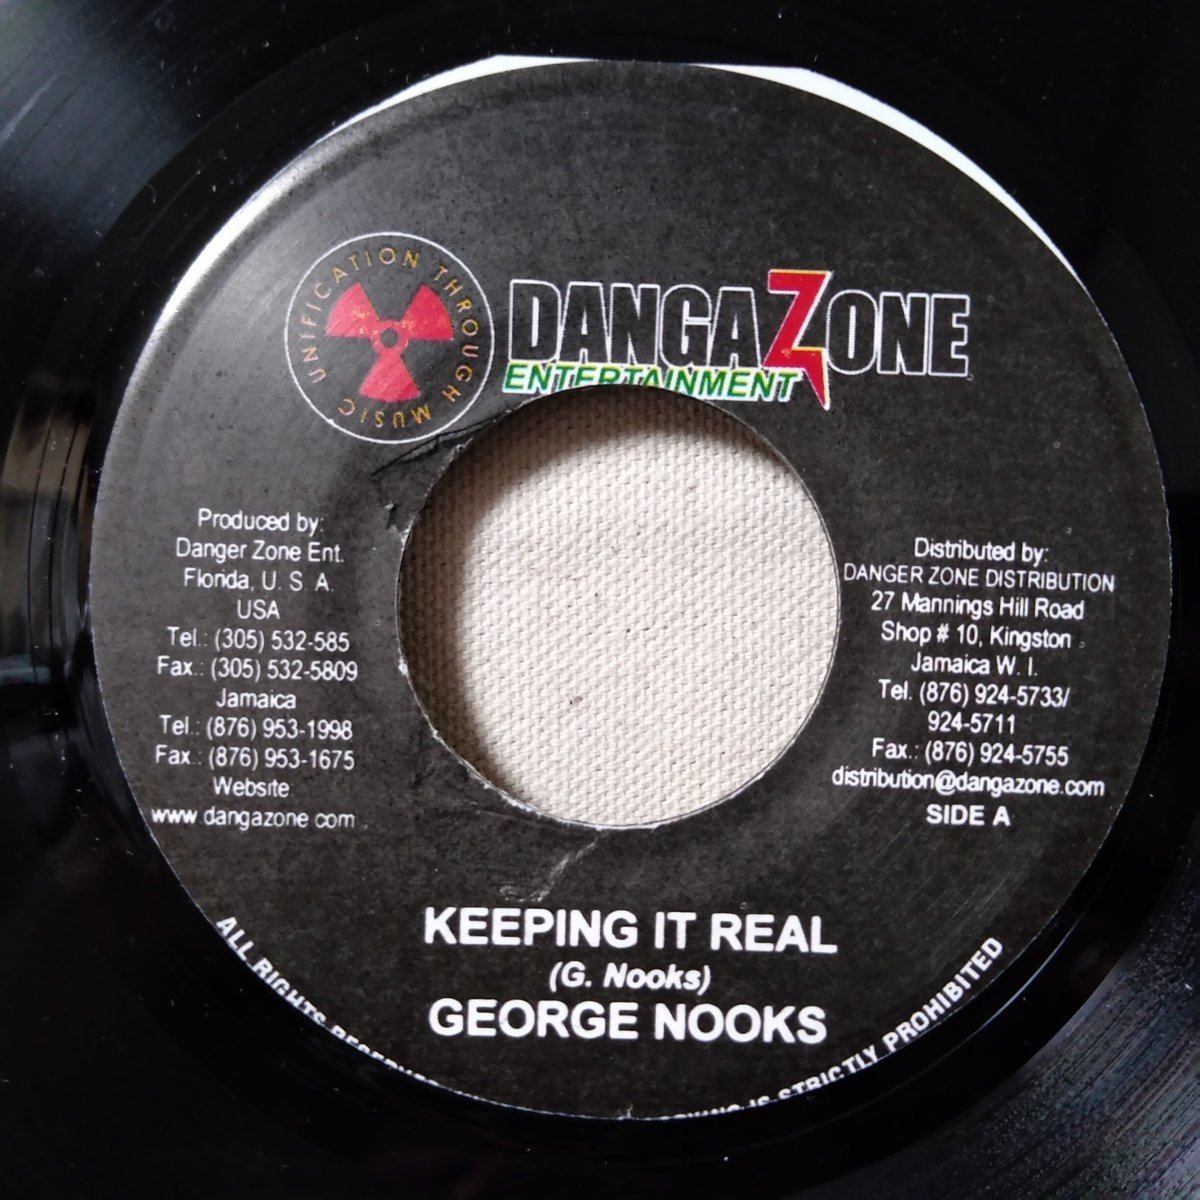 UNIFICATION THROUGH MUSIC
DANGAZONE
ENTERTAINMENT
Produced by:
Danger Zone Ent.
Florida, U. S. A.
USA
Tel.: (305) 532-585
Fax.: (305) 532-5809
Jamaica
Tel.: (876) 953-1998
Fax.: (876) 953-1675
Website
www.dangazone.com
Distributed by:
DANGER ZONE DISTRIBUTION
27 Mannings Hill Road
Shop # 10, Kingston
Jamaica W. I.
Tel. (876) 924-5733/
924-5711
Fax.: (876) 924-5755
distribution@dangazone.com
SIDE A
KEEPING IT REAL
(G. Nooks)
GEORGE NOOKS
ALL RIGHTS IS STRICTLY PROHIBITED